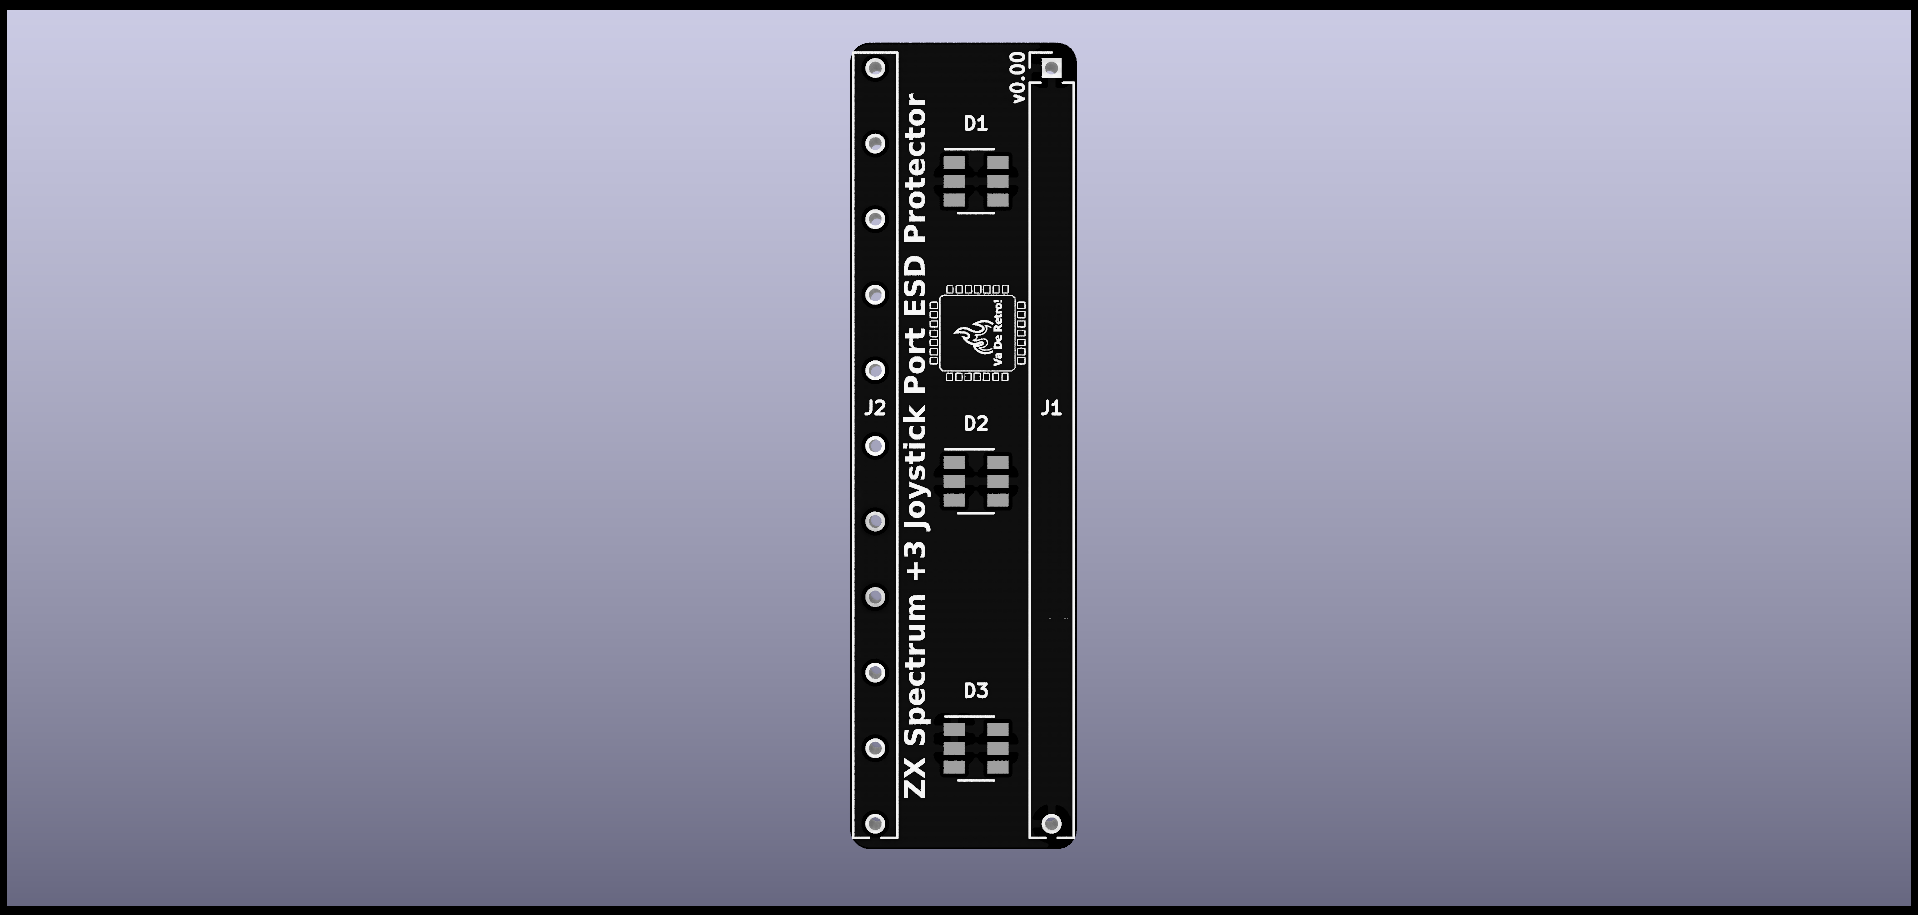 v0.00
D1
ZX Spectrum +3 Joystick Port ESD Protector
Va De Retro!
J2
J1
D2
D3